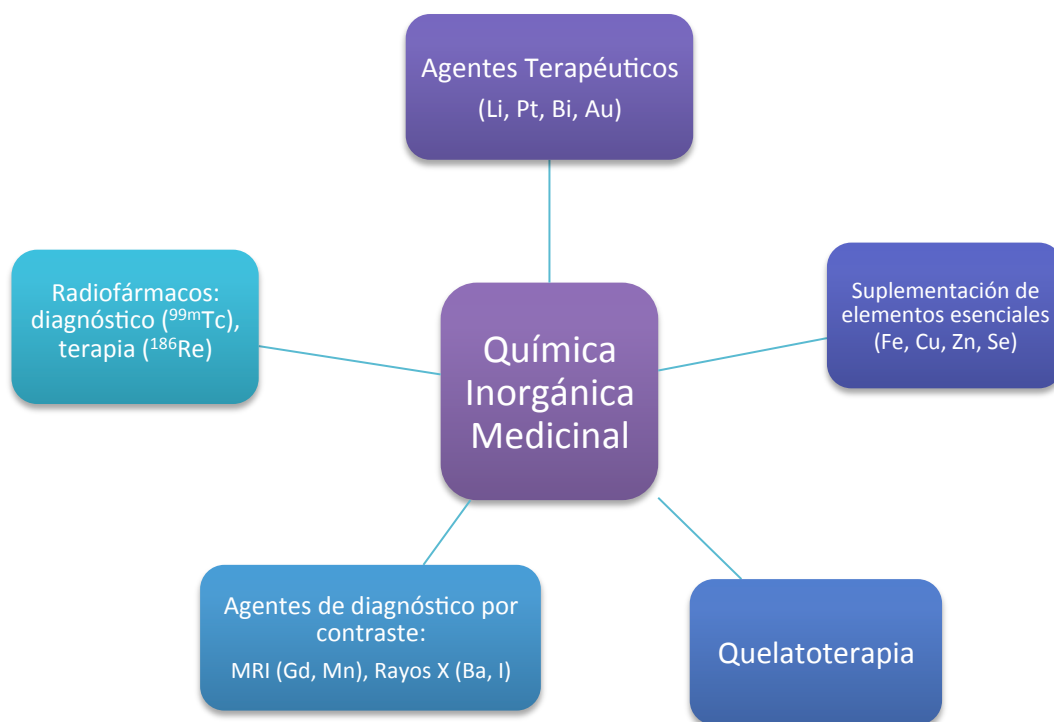 Agentes Terapéuticos
(Li, Pt, Bi, Au)
Radiofármacos:
diagnóstico (⁹⁹ᵐTc),
terapia (¹⁸⁶Re)
Suplementación de
elementos esenciales
(Fe, Cu, Zn, Se)
Química
Inorgánica
Medicinal
Agentes de diagnóstico por
contraste:
MRI (Gd, Mn), Rayos X (Ba, I)
Quelatoterapia